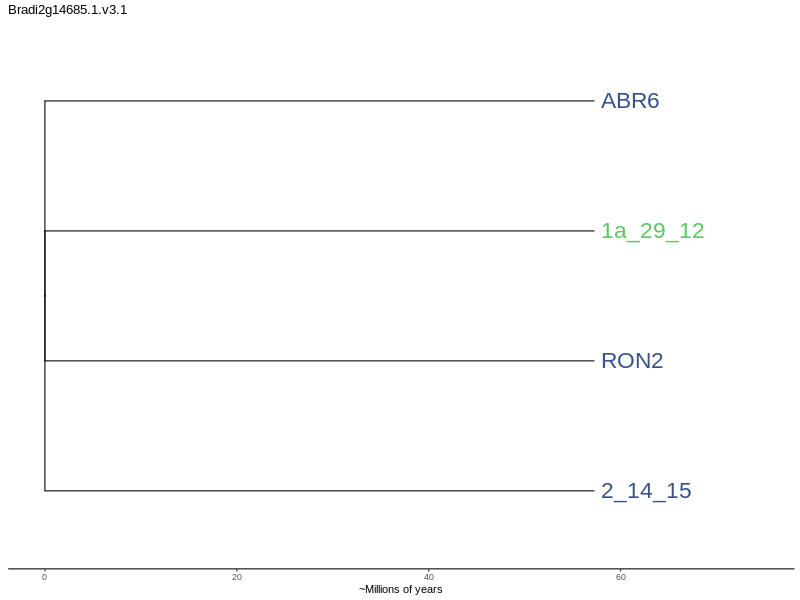 Bradi2g14685.1.v3.1
ABR6
1a_29_12
RON2
2_14_15
0 20 40 60
~Millions of years